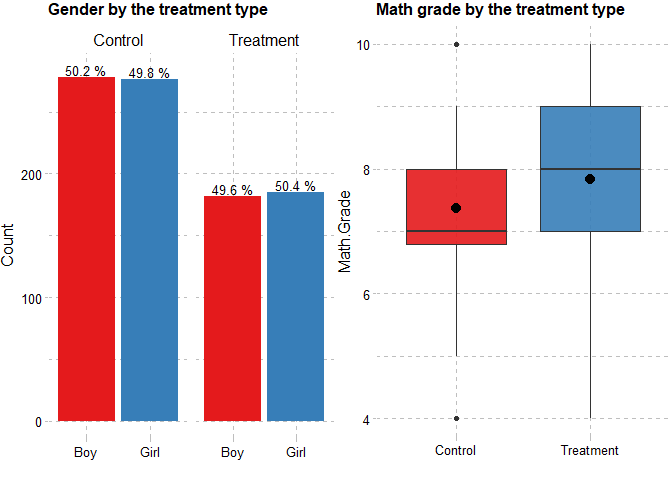 Gender by the treatment type
Control
Treatment
50.2 %
49.8 %
49.6 %
50.4 %
Count
200
100
0
Boy
Girl
Boy
Girl
Math grade by the treatment type
Math.Grade
10
8
6
4
Control
Treatment